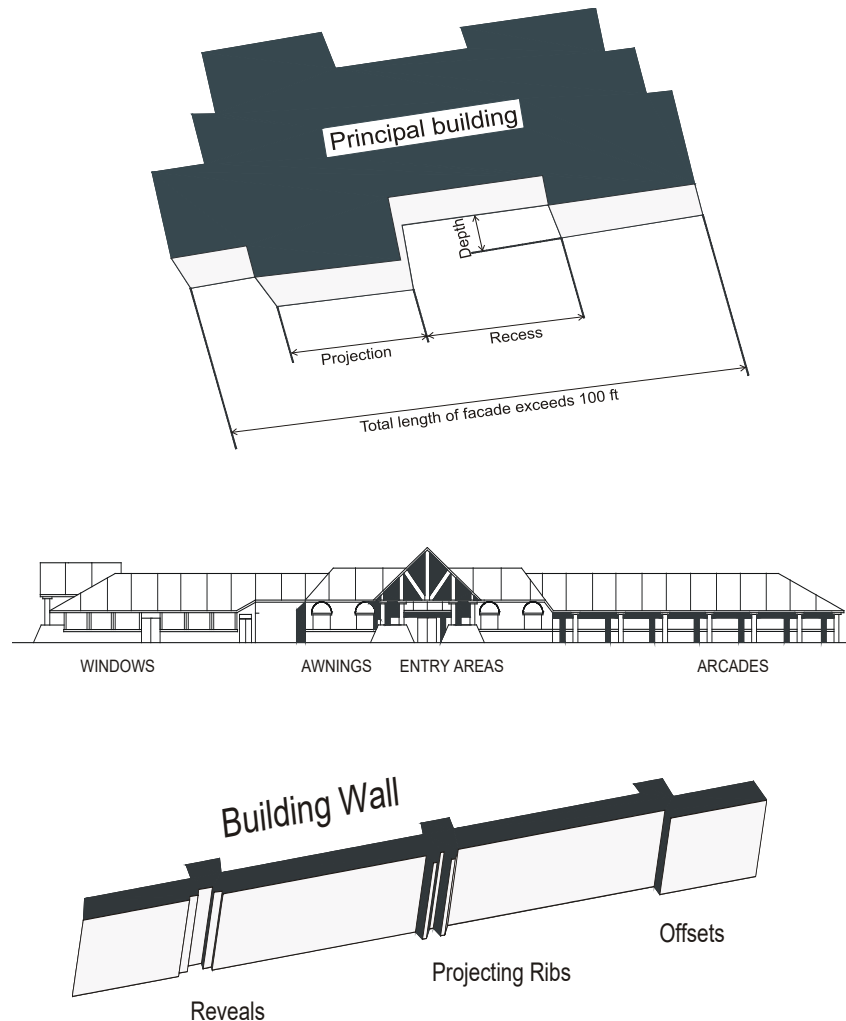 Principal building
Depth
Recess
Projection
Total length of facade exceeds 100 ft
WINDOWS AWNINGS ENTRY AREAS ARCADES
Building Wall
Offsets
Projecting Ribs
Reveals